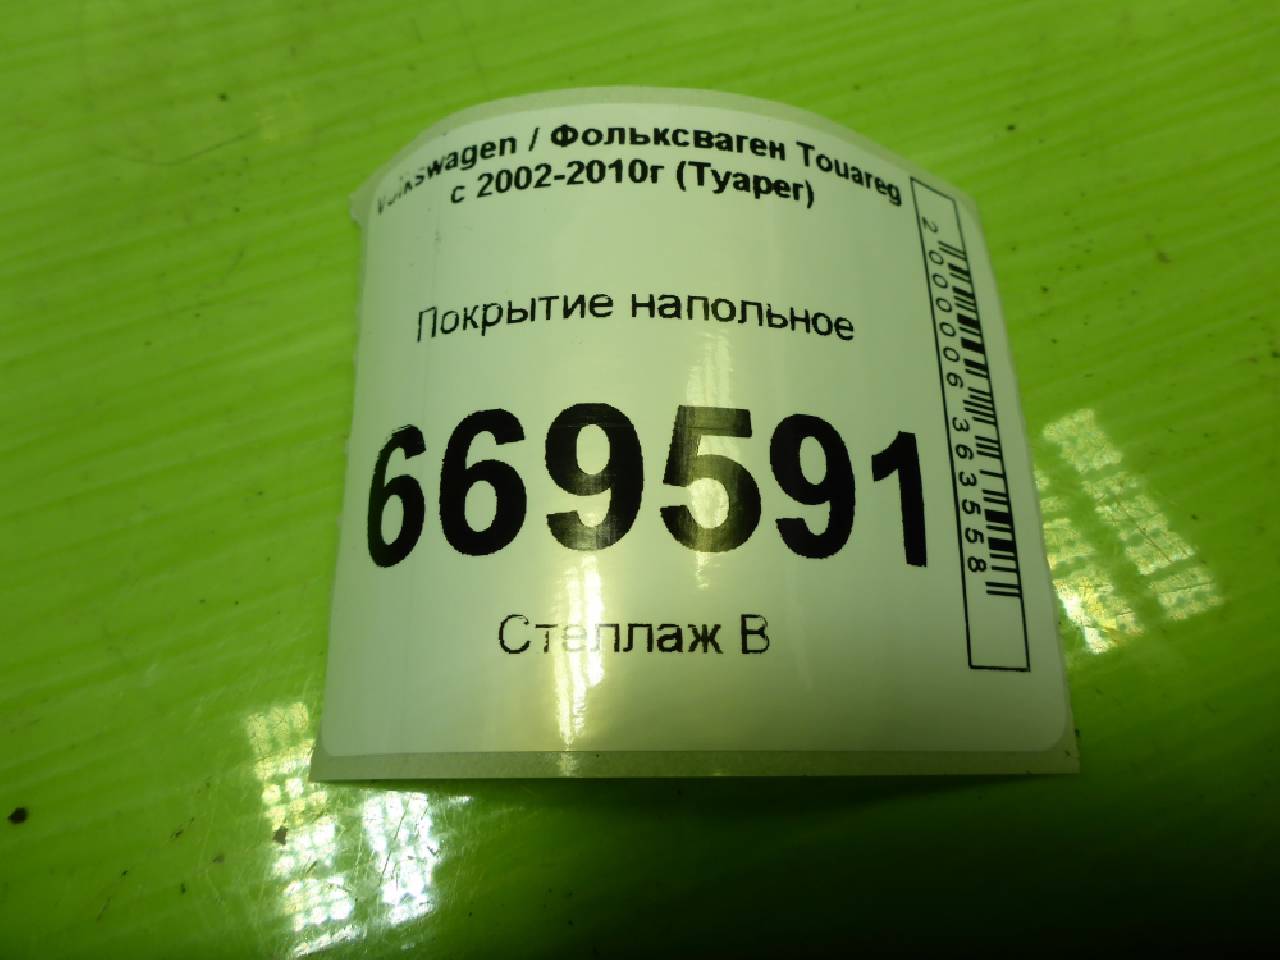 Volkswagen / Фольксваген Touareg
с 2002-2010г (Туарег)
Покрытие напольное
669591
Стеллаж В
2000006363558